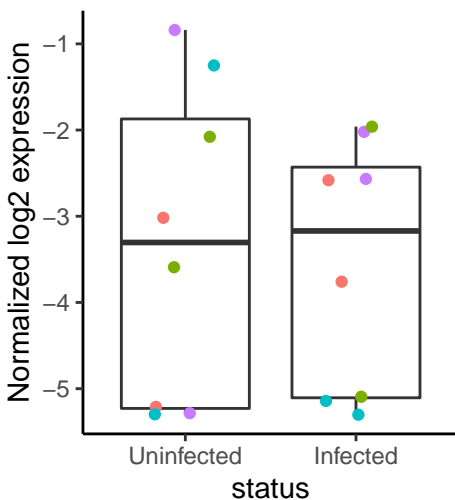 Normalized log2 expression
−1
−2
−3
−4
−5
Uninfected
Infected
status